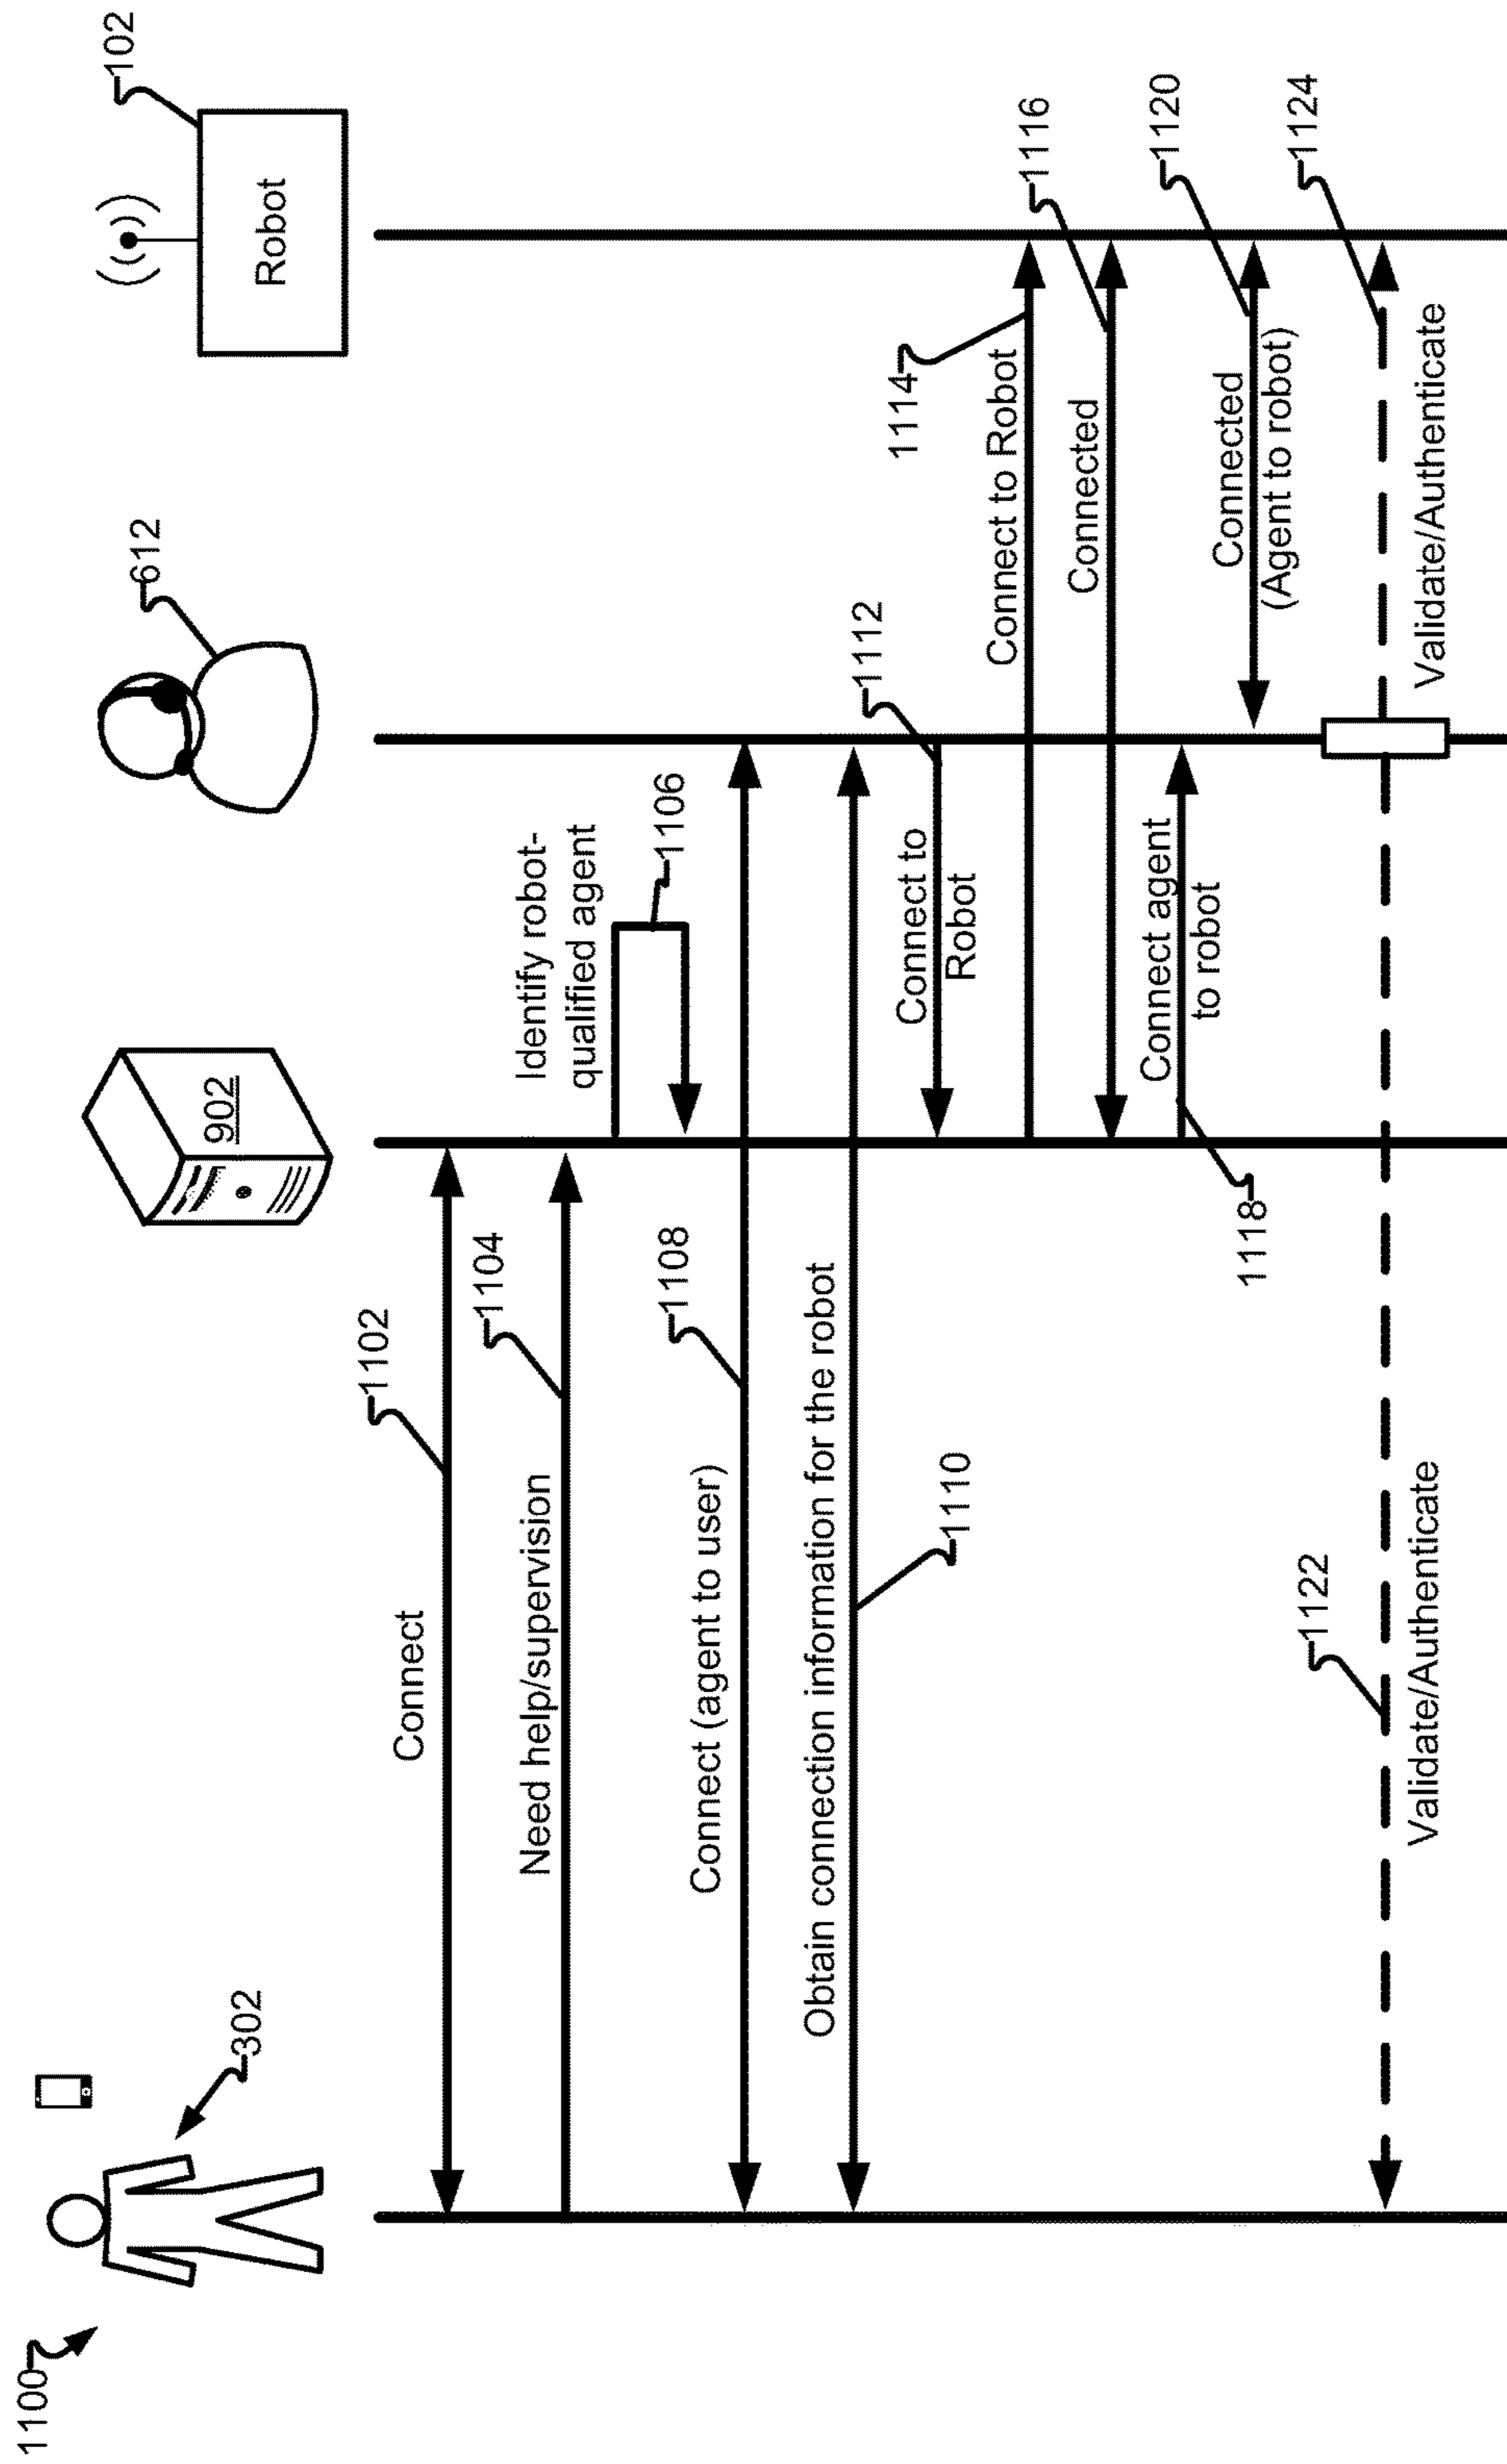 1100
302
902
612
102
Robot
Connect
1102
Need help/supervision
1104
Identify robot-
qualified agent
1106
Connect (agent to user)
1108
Obtain connection information for the robot
1110
Connect to
Robot
1112
Connect to Robot
1114
Connected
1116
Connect agent
to robot
1118
Connected
(Agent to robot)
1120
1122
Validate/Authenticate
1124
Validate/Authenticate